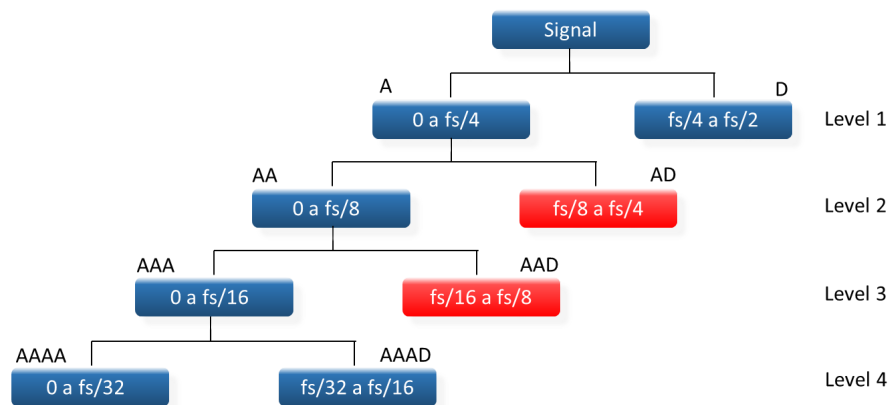 Signal
A
D
0 a fs/4
fs/4 a fs/2
Level 1
AA
AD
0 a fs/8
fs/8 a fs/4
Level 2
AAA
AAD
0 a fs/16
fs/16 a fs/8
Level 3
AAAA
AAAD
0 a fs/32
fs/32 a fs/16
Level 4